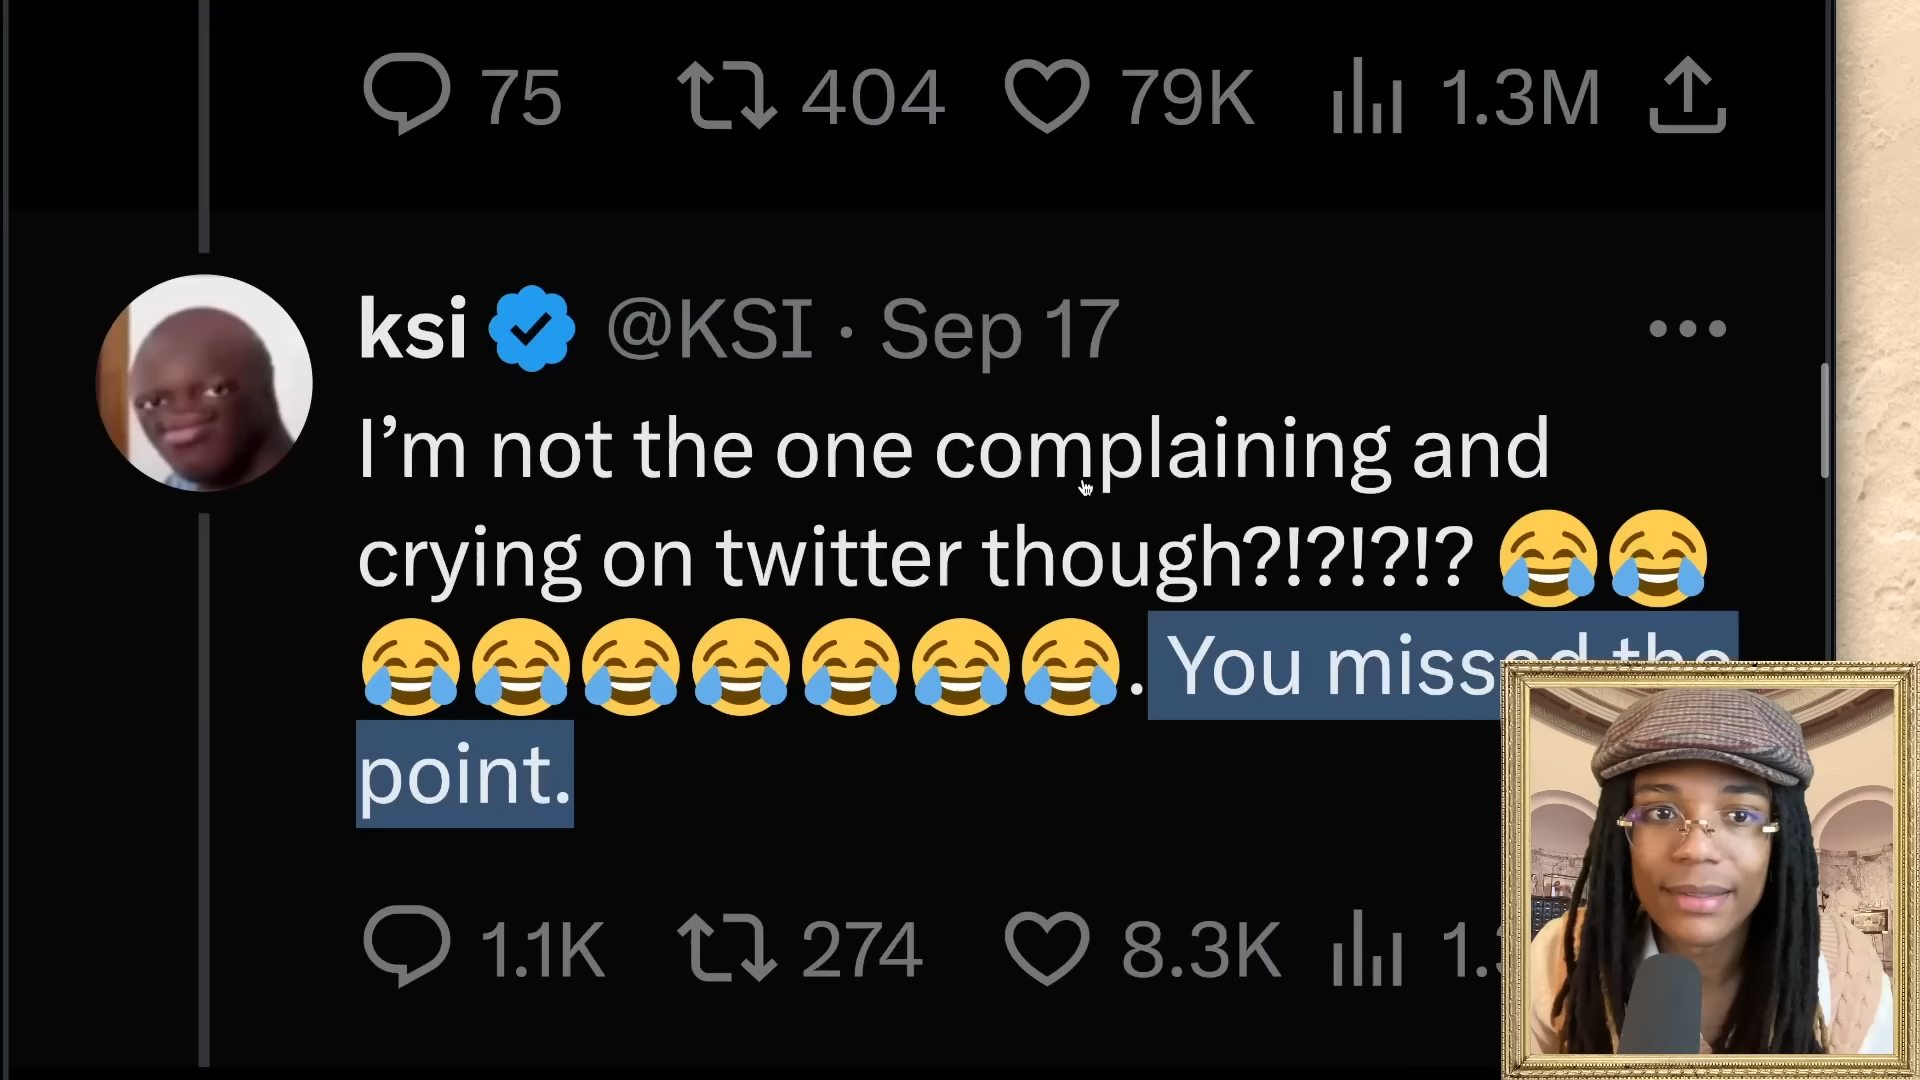 75 404 79K 1.3M
ksi @KSI · Sep 17
I’m not the one complaining and
crying on twitter though?!?!?!? 😂😂
😂😂😂😂😂😂😂. You missed the
point.
1.1K 274 8.3K